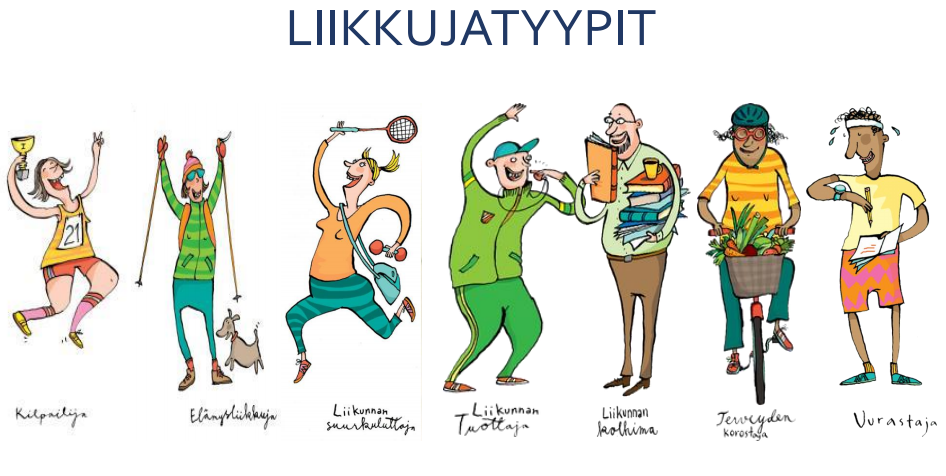 LIIKKUJATYYPIT
21
Kilpailija
Elämysliikkuja
Liikunnan
suurkuluttaja
Liikunnan
Tuottaja
Liikunnan
kolhima
Terveyden
korostaja
Vurastaja